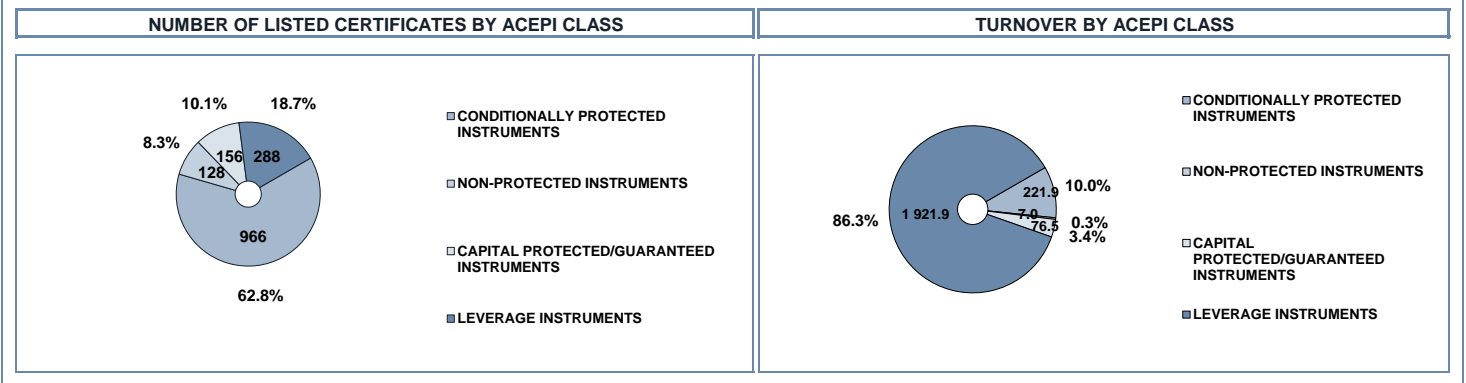 NUMBER OF LISTED CERTIFICATES BY ACEPI CLASS
10.1%
18.7%
8.3%
156
288
128
966
62.8%
CONDITIONALLY PROTECTED
INSTRUMENTS
NON-PROTECTED INSTRUMENTS
CAPITAL PROTECTED/GUARANTEED
INSTRUMENTS
LEVERAGE INSTRUMENTS
TURNOVER BY ACEPI CLASS
86.3%
1 921.9
221.9
10.0%
7.0
0.3%
76.5
3.4%
CONDITIONALLY PROTECTED
INSTRUMENTS
NON-PROTECTED INSTRUMENTS
CAPITAL
PROTECTED/GUARANTEED
INSTRUMENTS
LEVERAGE INSTRUMENTS